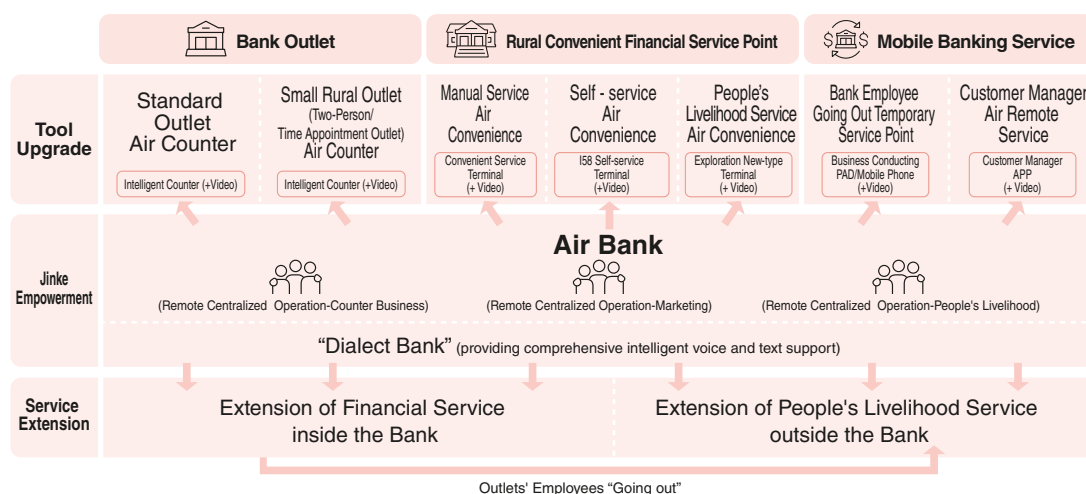 Bank Outlet
Rural Convenient Financial Service Point
Mobile Banking Service
Tool
Upgrade
Standard
Outlet
Air Counter
Intelligent Counter (+Video)
Small Rural Outlet
(Two-Person/
Time Appointment Outlet)
Air Counter
Intelligent Counter (+Video)
Manual Service
Air
Convenience
Convenient Service
Terminal
(+ Video)
Self - service
Air
Convenience
I58 Self-service
Terminal
(+Video)
People's
Livelihood Service
Air Convenience
Exploration New-type
Terminal
(+ Video)
Bank Employee
Going Out Temporary
Service Point
Business Conducting
PAD/Mobile Phone
(+Video)
Customer Manager
Air Remote
Service
Customer Manager
APP
(+ Video)
Jinke
Empowerment
Air Bank
(Remote Centralized Operation-Counter Business)
(Remote Centralized Operation-Marketing)
(Remote Centralized Operation-People's Livelihood)
“Dialect Bank” (providing comprehensive intelligent voice and text support)
Service
Extension
Extension of Financial Service
inside the Bank
Extension of People's Livelihood Service
outside the Bank
Outlets' Employees “Going out”